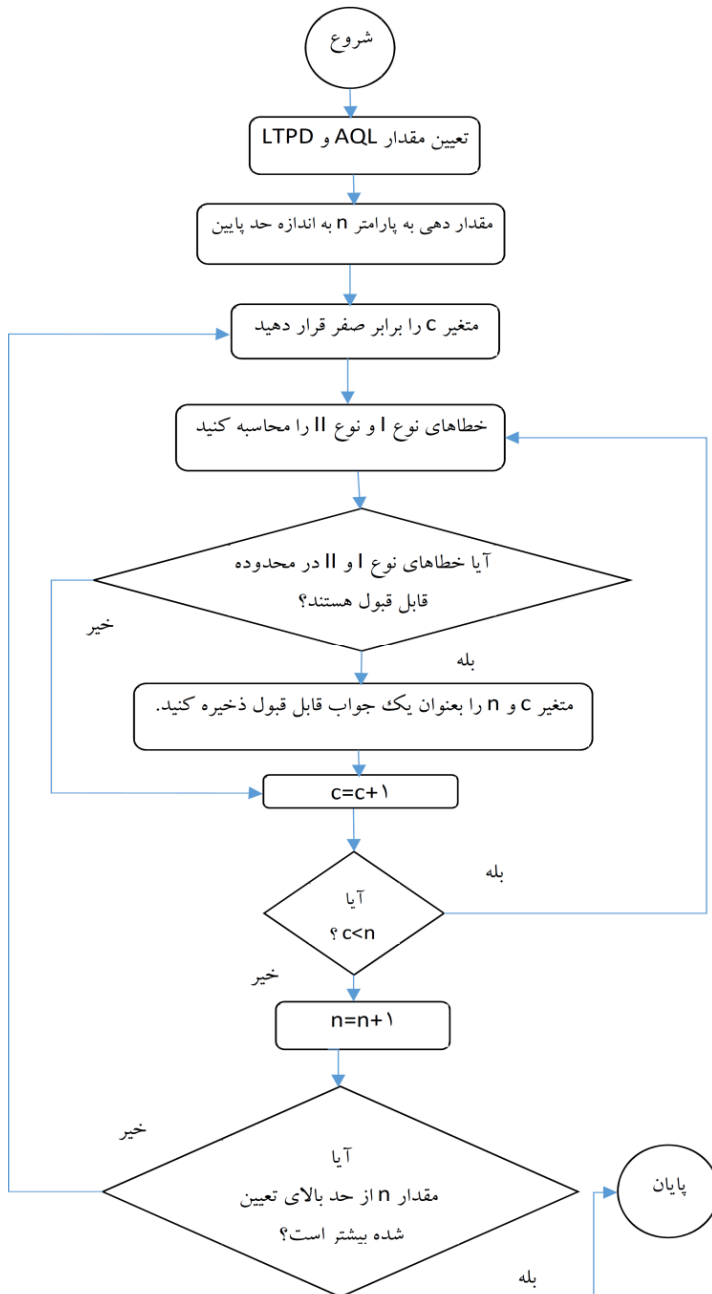 شروع
تعیین مقدار AQL و LTPD
مقدار دهی به پارامتر n به اندازه حد پایین
متغیر c را برابر صفر قرار دهید
خطاهای نوع I و نوع II را محاسبه کنید
آیا خطاهای نوع I و II در محدوده
قابل قبول هستند؟
خیر
بله
متغیر c و n را بعنوان یک جواب قابل قبول ذخیره کنید.
c=c+۱
بله
آیا
c<n ؟
خیر
n=n+۱
خیر
آیا
مقدار n از حد بالای تعیین
شده بیشتر است؟
پایان
بله